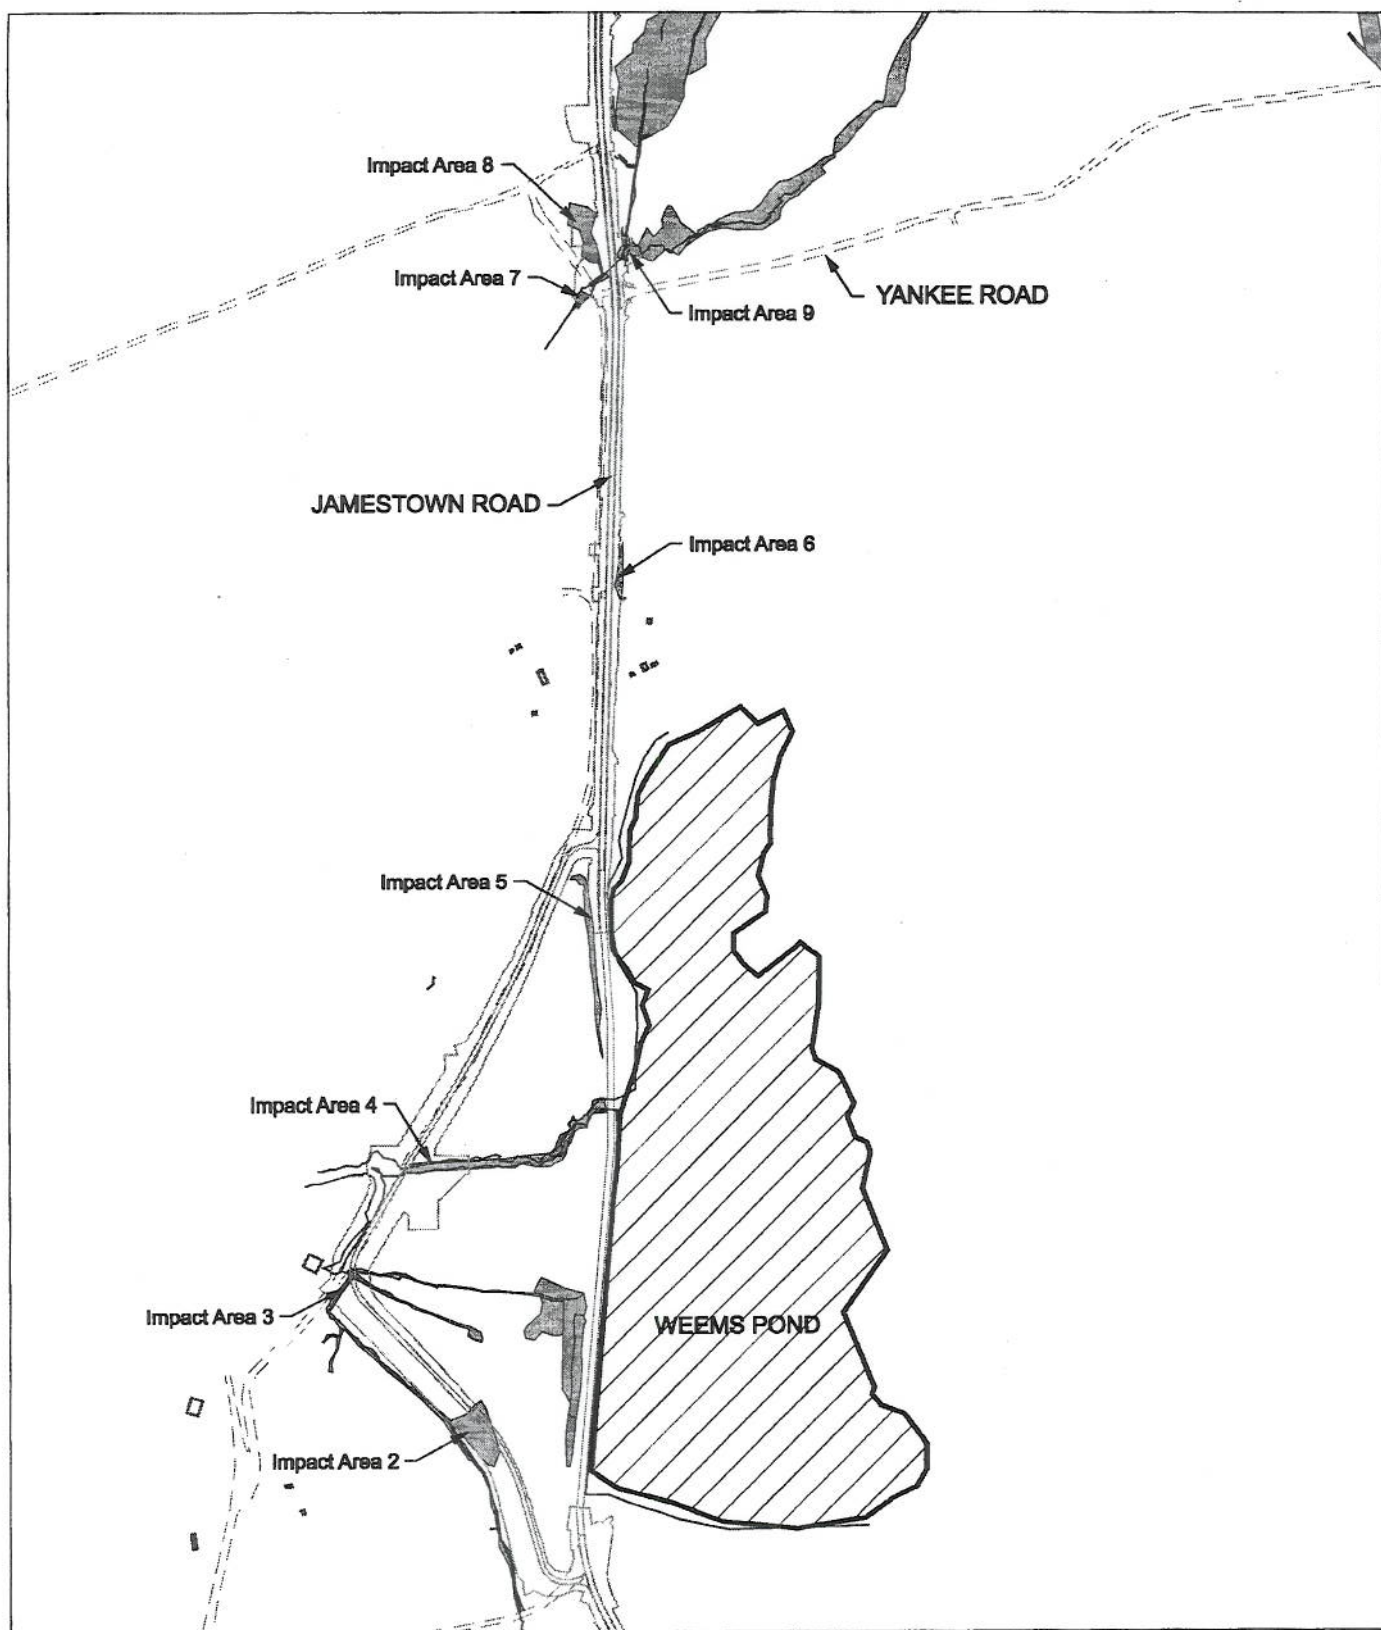 Impact Area 8
Impact Area 7
YANKEE ROAD
Impact Area 9
JAMESTOWN ROAD
Impact Area 6
Impact Area 5
Impact Area 4
Impact Area 3
WEEMS POND
Impact Area 2